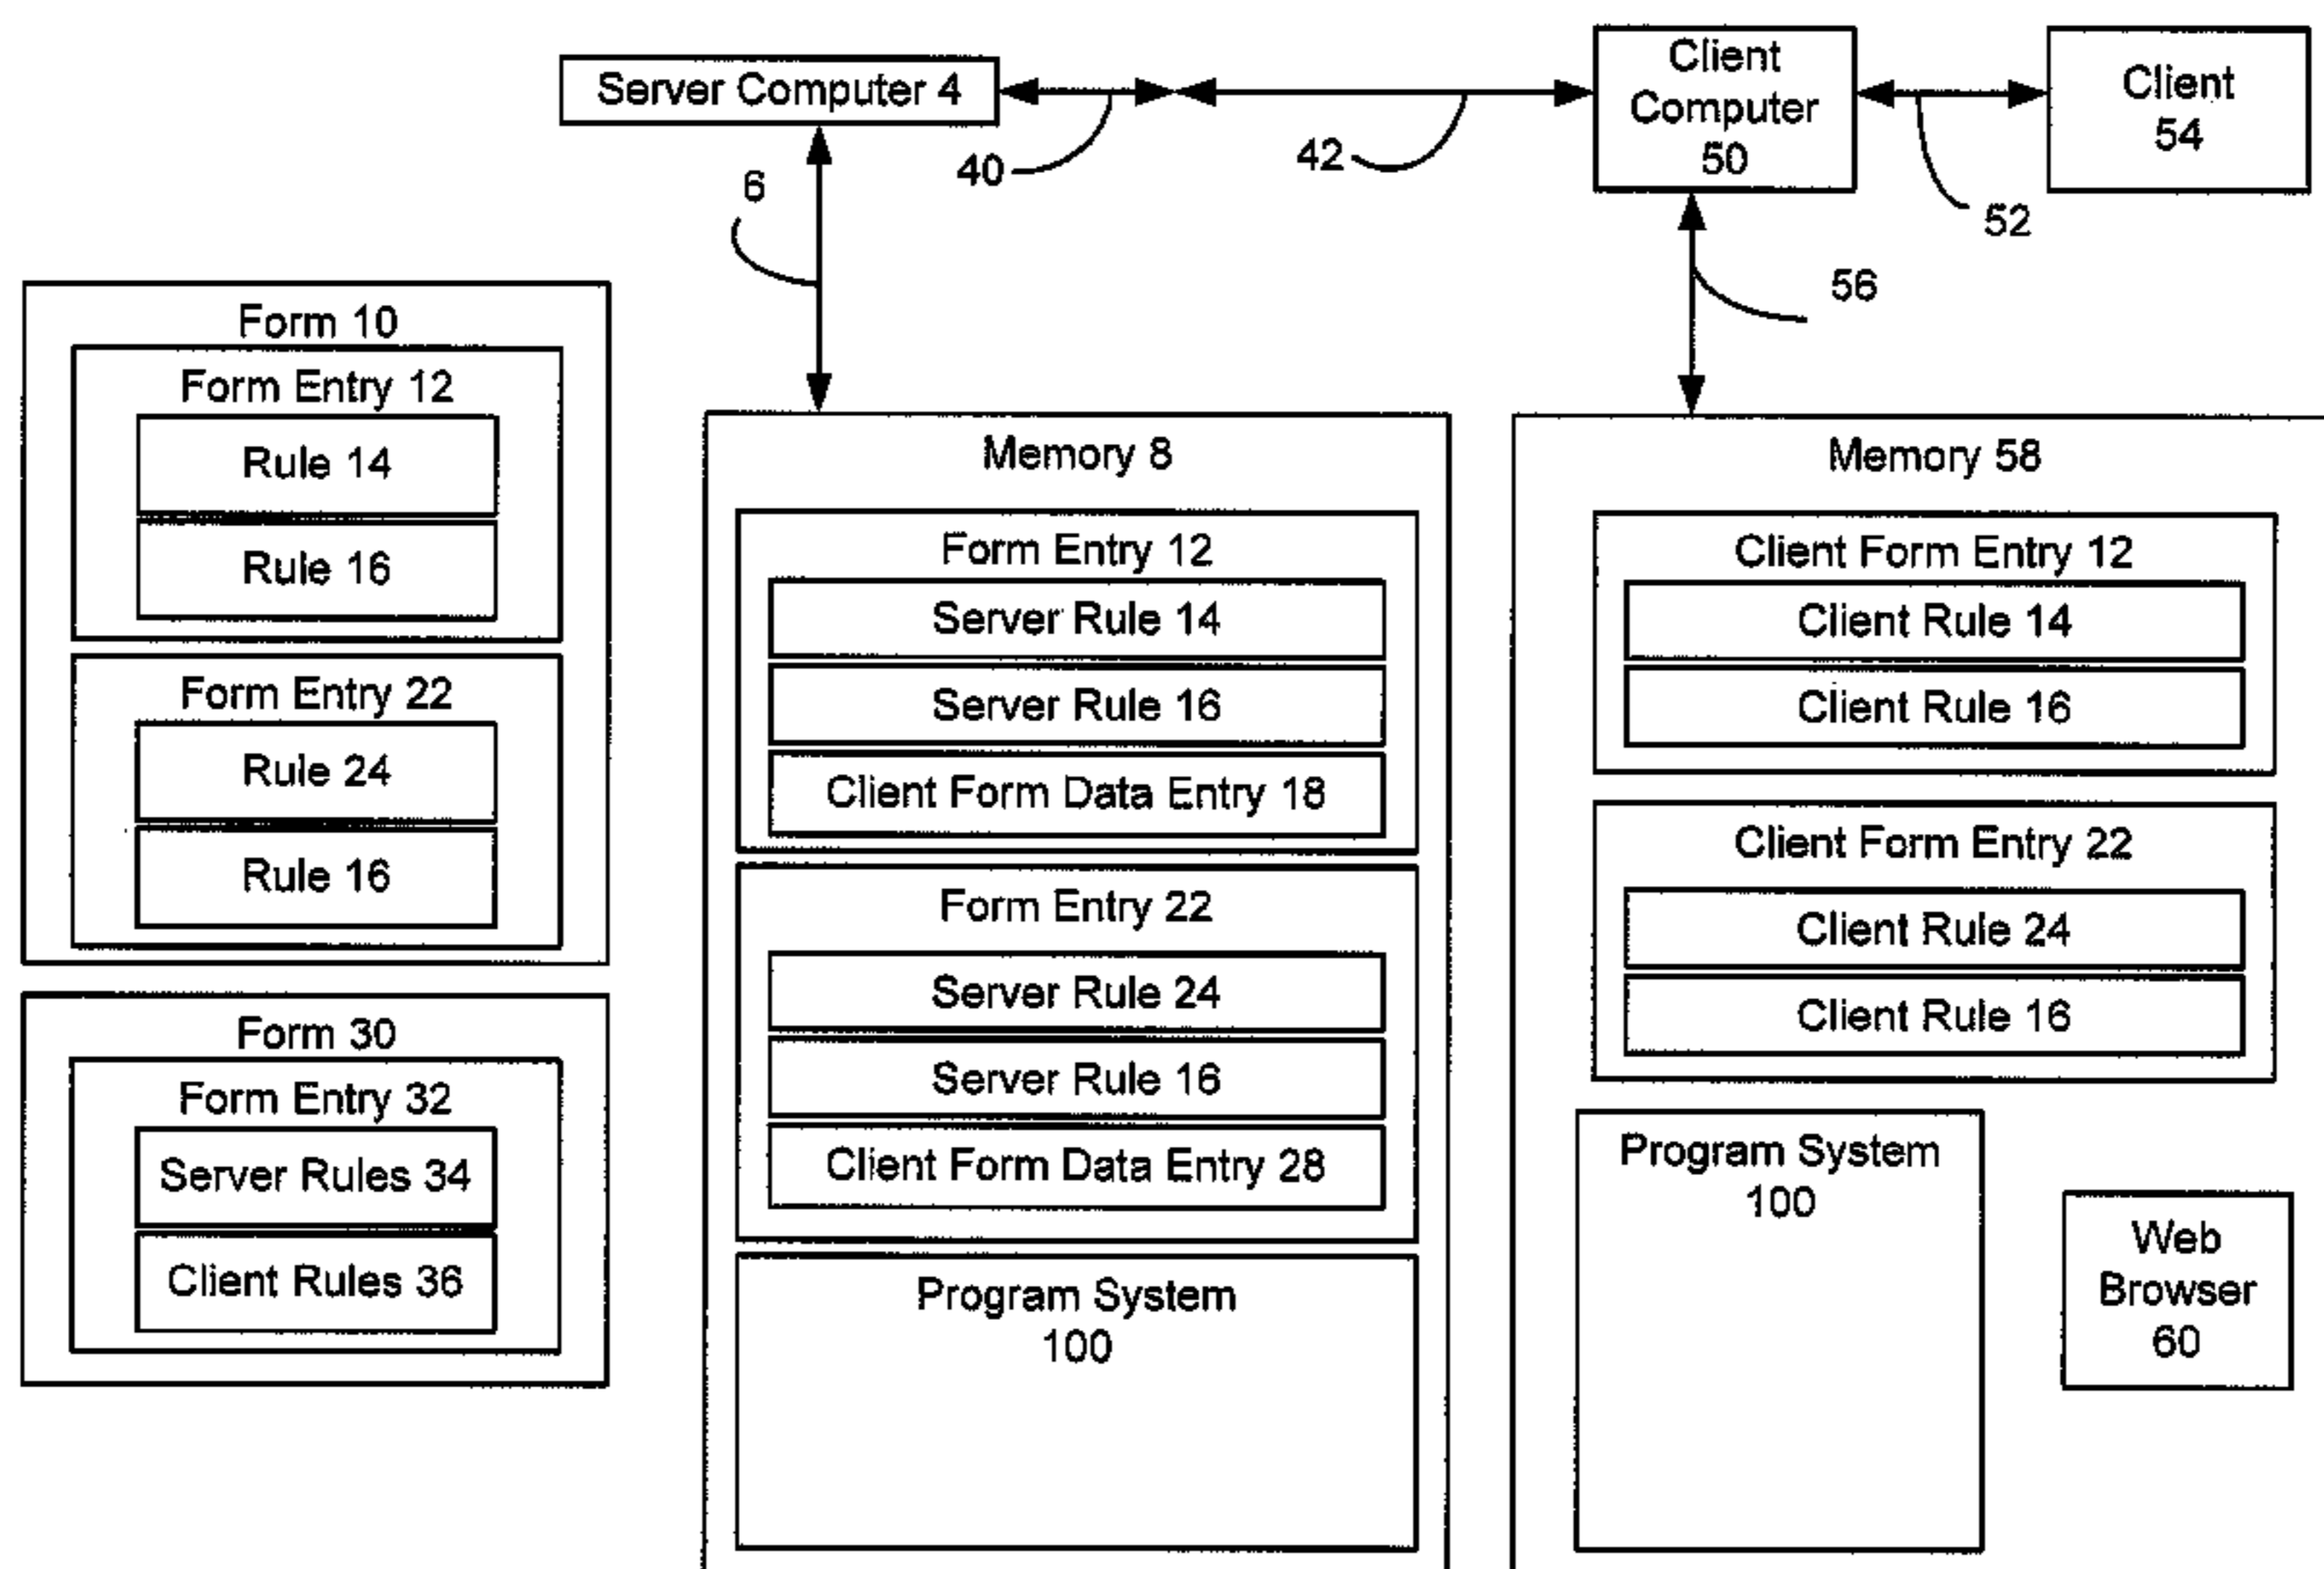 Server Computer 4
Client
Computer
50
Client
54
40
42
52
6
56
Form 10
Form Entry 12
Rule 14
Rule 16
Form Entry 22
Rule 24
Rule 16
Form 30
Form Entry 32
Server Rules 34
Client Rules 36
Memory 8
Form Entry 12
Server Rule 14
Server Rule 16
Client Form Data Entry 18
Form Entry 22
Server Rule 24
Server Rule 16
Client Form Data Entry 28
Program System
100
Memory 58
Client Form Entry 12
Client Rule 14
Client Rule 16
Client Form Entry 22
Client Rule 24
Client Rule 16
Program System
100
Web
Browser
60